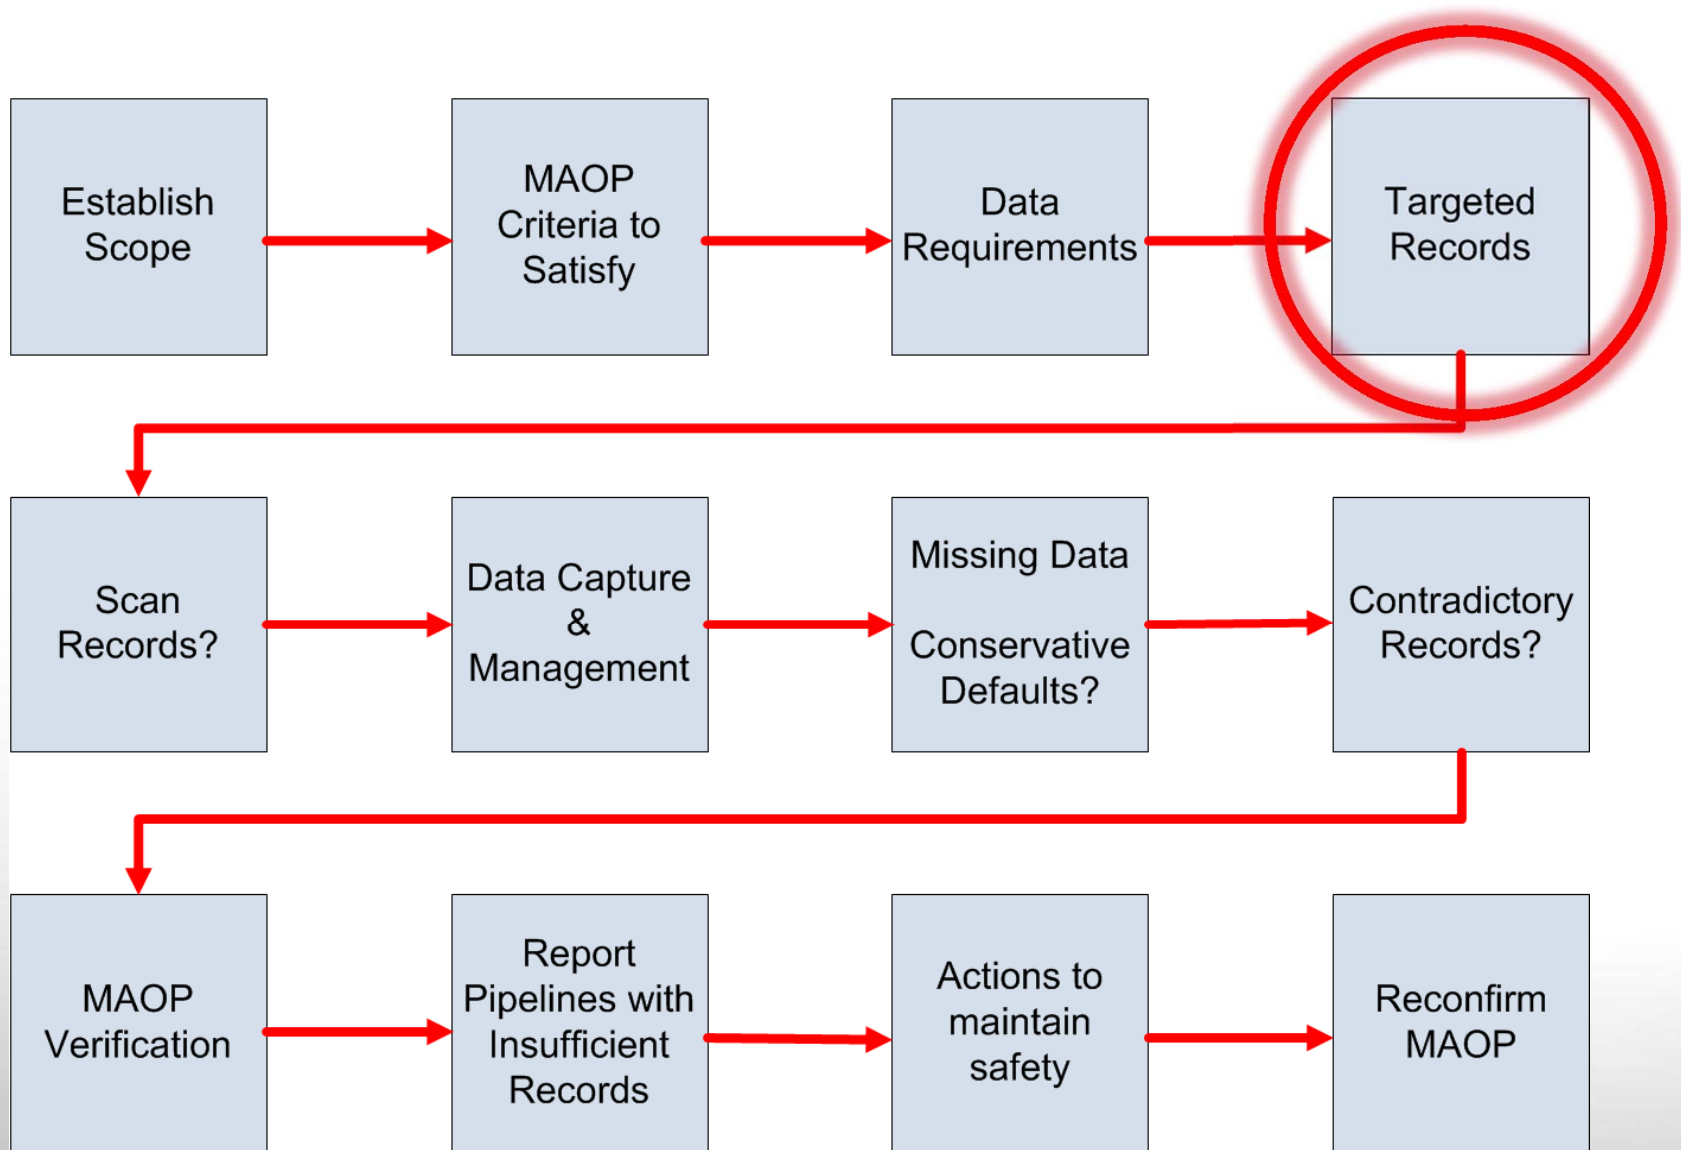 Establish
Scope
MAOP
Criteria to
Satisfy
Data
Requirements
Targeted
Records
Scan
Records?
Data Capture
&
Management
Missing Data
Conservative
Defaults?
Contradictory
Records?
MAOP
Verification
Report
Pipelines with
Insufficient
Records
Actions to
maintain
safety
Reconfirm
MAOP